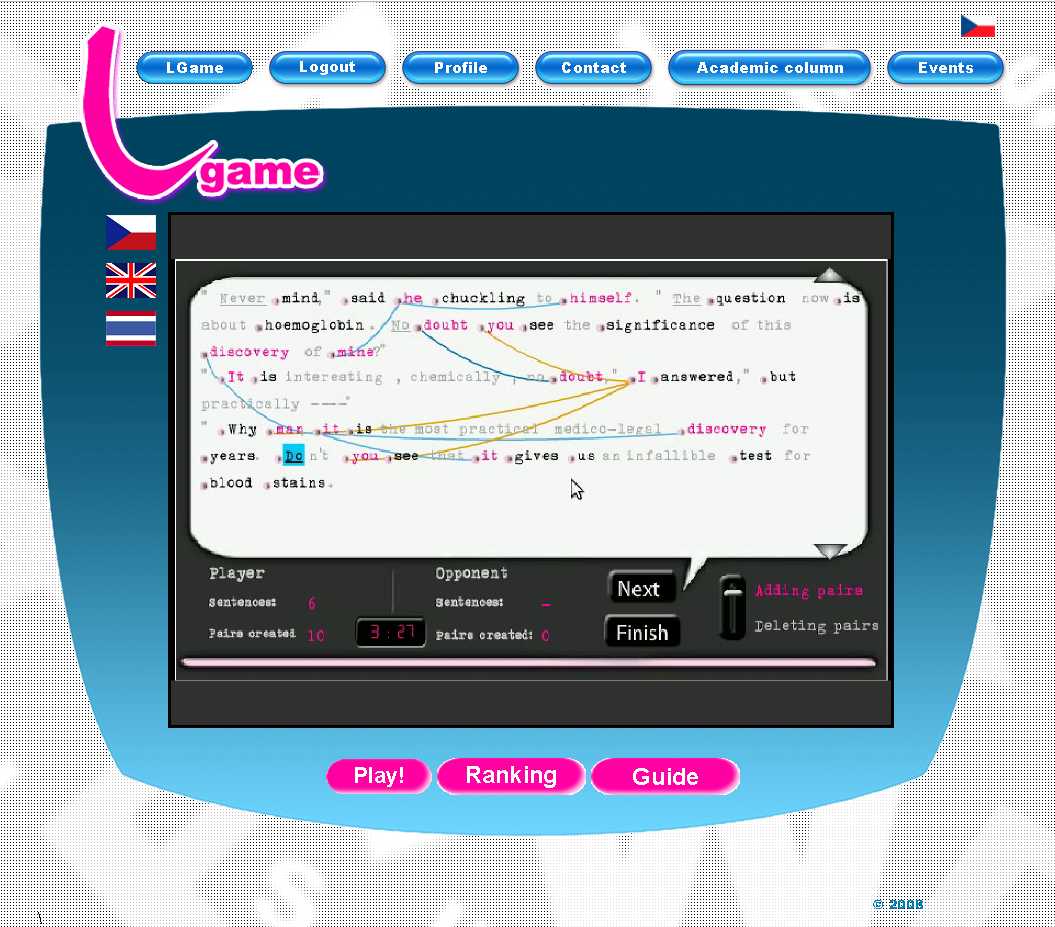 LGame Logout Profile Contact Academic column Events
L game
" Never mind," said he chuckling to himself. " The question now is
about hoemoglobin. No doubt you see the significance of this
discovery of mine?"
" It is interesting , chemically , no doubt," I answered," but
practically ----"
" Why man it is the most practical medico-legal discovery for
years. Don't you see that it gives us an infallible test for
blood stains.
Player Opponent
Sentences: 6 Sentences: –
Pairs created 10 3:27 Pairs created: 0
Next
Finish
Adding pairs
Deleting pairs
Play! Ranking Guide
© 2008